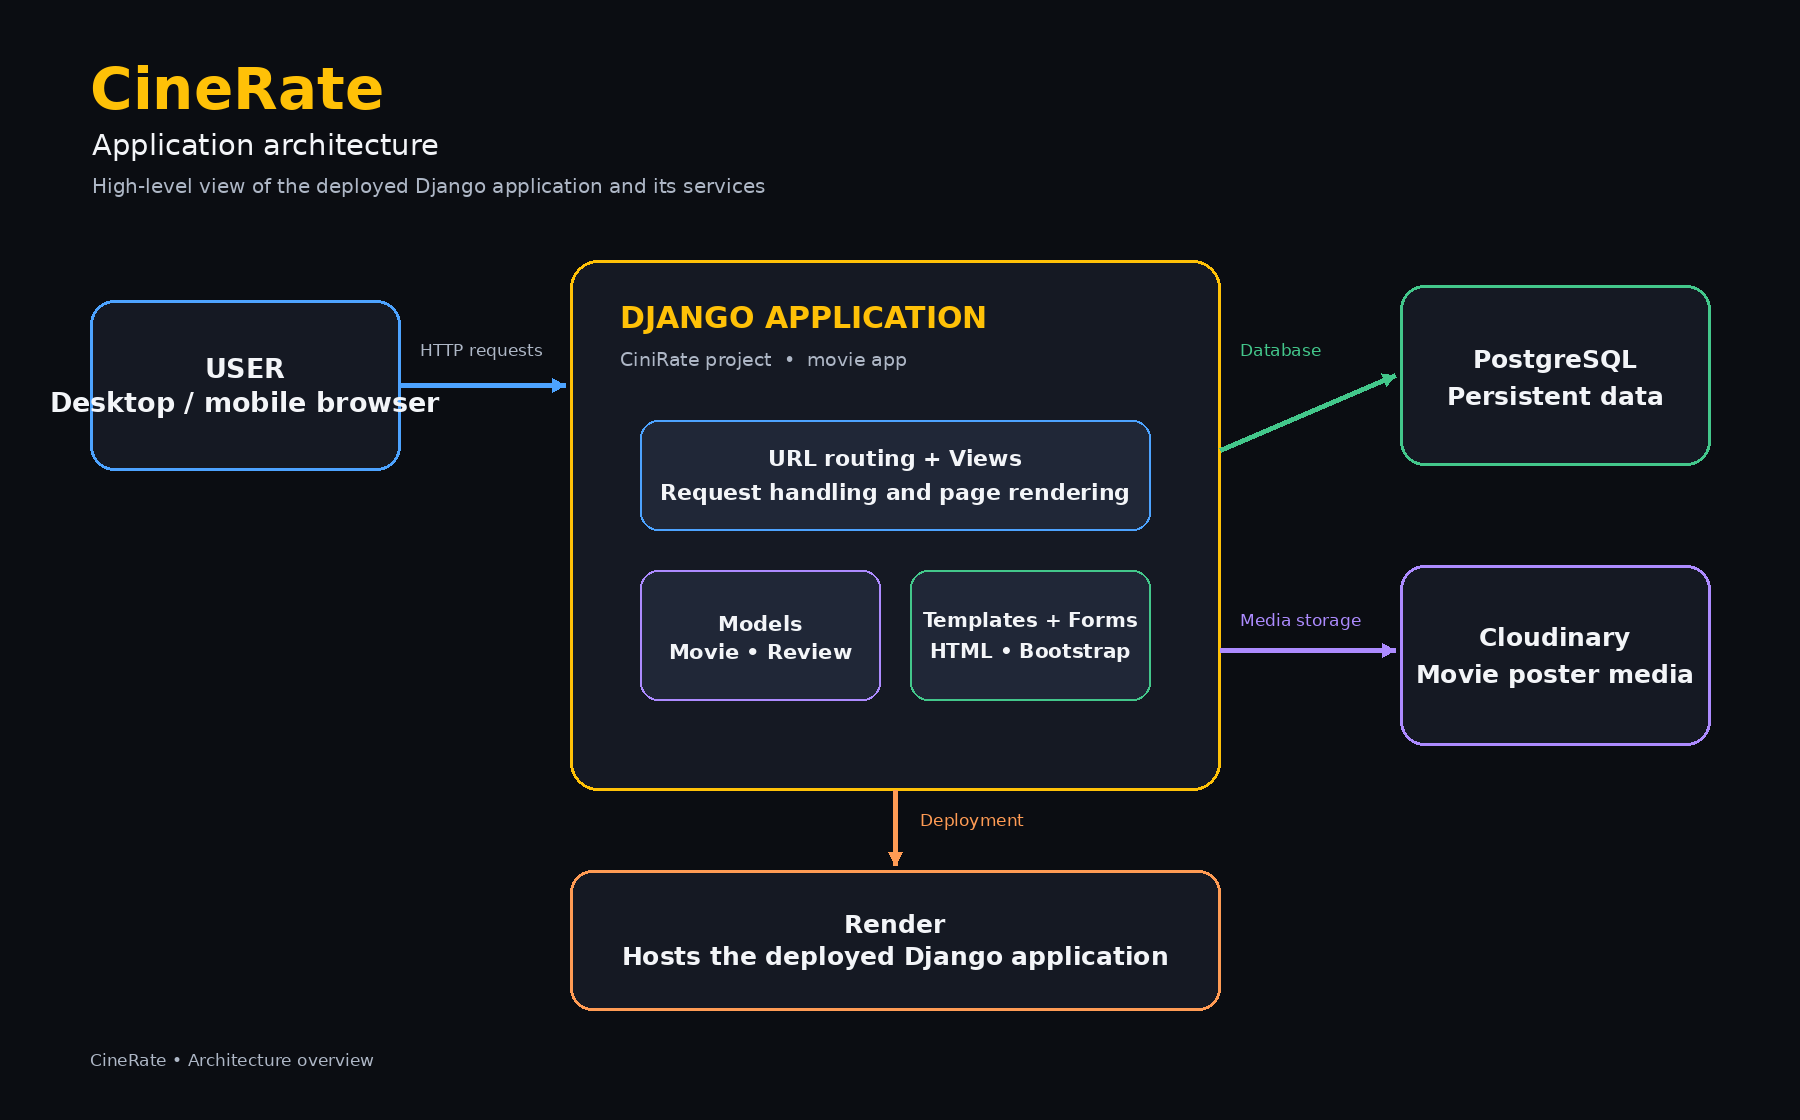 CineRate
Application architecture
High-level view of the deployed Django application and its services
USER
Desktop / mobile browser
HTTP requests
DJANGO APPLICATION
CiniRate project • movie app
URL routing + Views
Request handling and page rendering
Models
Movie • Review
Templates + Forms
HTML • Bootstrap
Database
PostgreSQL
Persistent data
Media storage
Cloudinary
Movie poster media
Deployment
Render
Hosts the deployed Django application
CineRate • Architecture overview